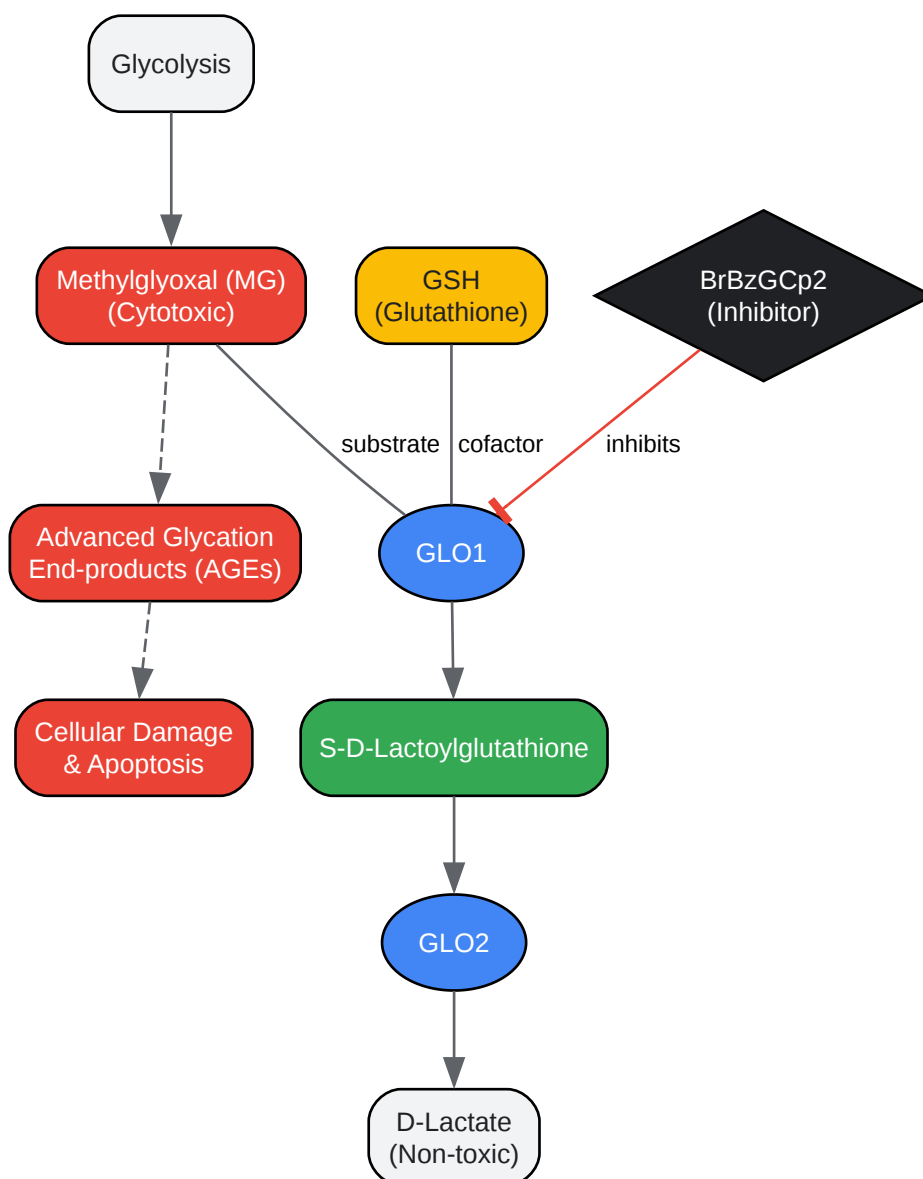 Glycolysis
Methylglyoxal (MG)
(Cytotoxic)
GSH
(Glutathione)
BrBzGCp2
(Inhibitor)
substrate
cofactor
inhibits
Advanced Glycation
End-products (AGEs)
GLO1
Cellular Damage
& Apoptosis
S-D-Lactoylglutathione
GLO2
D-Lactate
(Non-toxic)